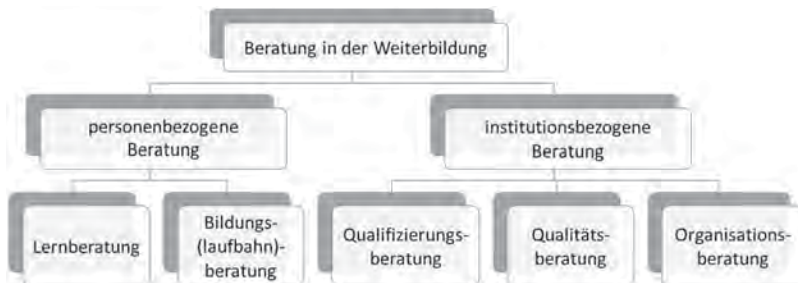 Beratung in der Weiterbildung
personenbezogene
Beratung
institutionsbezogene
Beratung
Lernberatung
Bildungs-
(laufbahn)-
beratung
Qualifizierungs-
beratung
Qualitäts-
beratung
Organisations-
beratung